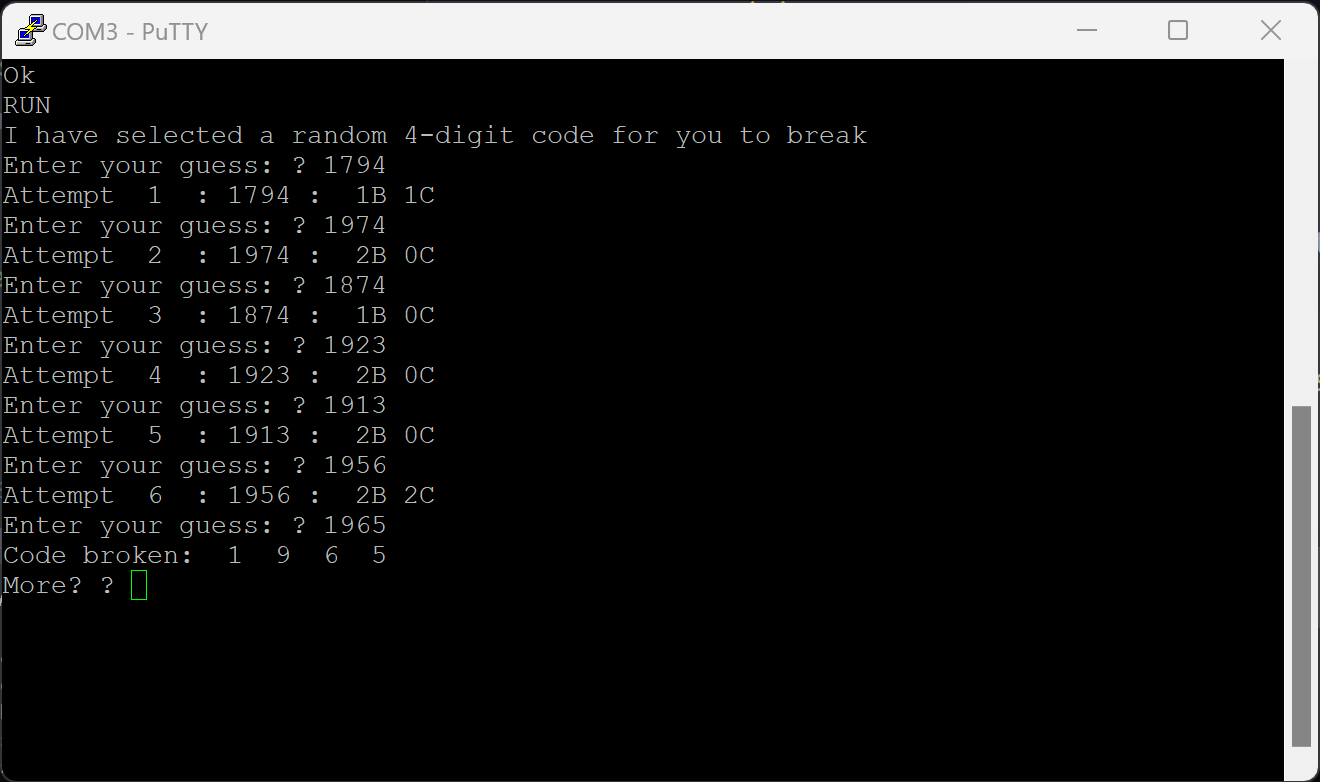 COM3 - PuTTY
Ok
RUN
I have selected a random 4-digit code for you to break
Enter your guess: ? 1794
Attempt  1  : 1794 :  1B 1C
Enter your guess: ? 1974
Attempt  2  : 1974 :  2B 0C
Enter your guess: ? 1874
Attempt  3  : 1874 :  1B 0C
Enter your guess: ? 1923
Attempt  4  : 1923 :  2B 0C
Enter your guess: ? 1913
Attempt  5  : 1913 :  2B 0C
Enter your guess: ? 1956
Attempt  6  : 1956 :  2B 2C
Enter your guess: ? 1965
Code broken:  1  9  6  5
More? ?